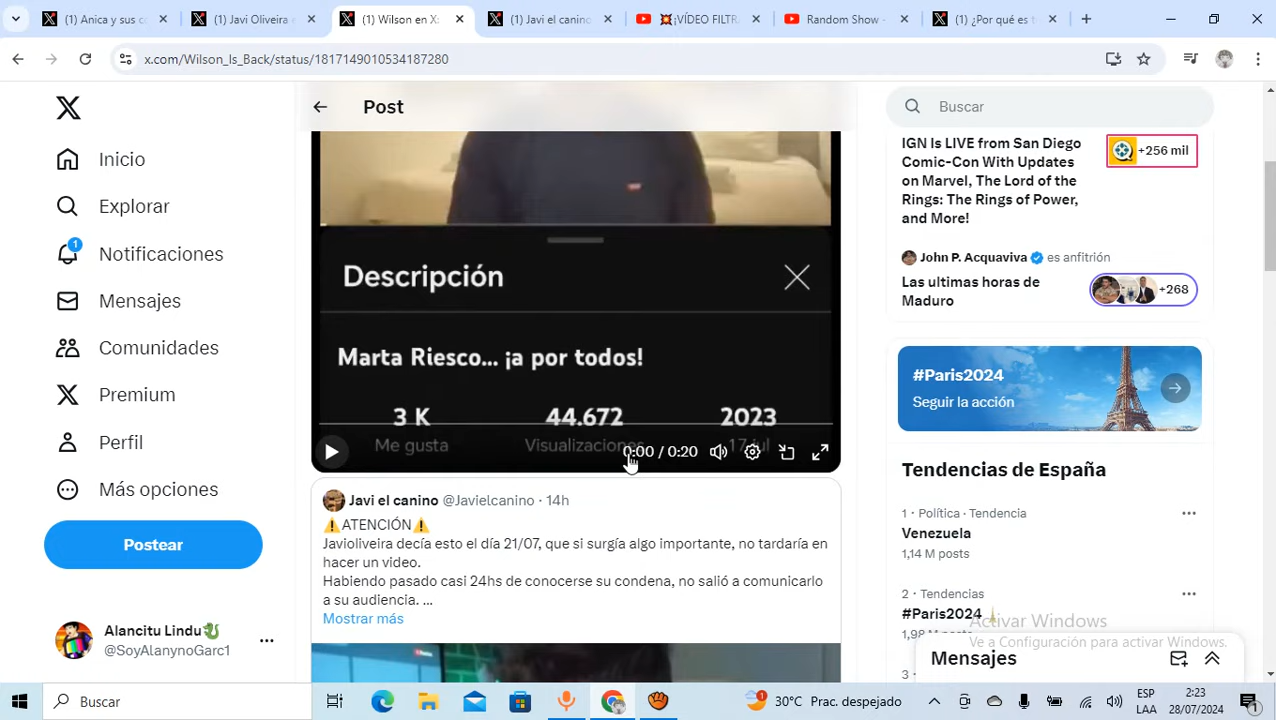 (1) Anica y sus c
(1) Javi Oliveira e
(1) Wilson en X:
(1) Javi el canino
¡VÍDEO FILTR
Random Show -
(1) ¿Por qué es t
x.com/Wilson_Is_Back/status/1817149010534187280
Inicio
Explorar
1
Notificaciones
Mensajes
Comunidades
Premium
Perfil
Más opciones
Postear
Alancitu Lindu
@SoyAlanynoGarc1
Post
Descripción
Marta Riesco... ¡a por todos!
3 K
44.672
2023
Me gusta
Visualizaciones
17 jul
0:00 / 0:20
Javi el canino @Javielcanino · 14h
⚠️ATENCIÓN⚠️
Javioliveira decía esto el día 21/07, que si surgía algo importante, no tardaría en
hacer un video.
Habiendo pasado casi 24hs de conocerse su condena, no salió a comunicarlo
a su audiencia. ...
Mostrar más
Buscar
IGN Is LIVE from San Diego
Comic-Con With Updates
on Marvel, The Lord of the
Rings: The Rings of Power,
and More!
+256 mil
John P. Acquaviva es anfitrión
Las ultimas horas de
Maduro
+268
#Paris2024
Seguir la acción
Tendencias de España
1 · Política · Tendencia
Venezuela
1,14 M posts
2 · Tendencias
#Paris2024
Activar Windows
Ve a Configuración para activar Windows.
Mensajes
Buscar
1
30°C Prac. despejado
ESP
LAA
2:23
28/07/2024
1